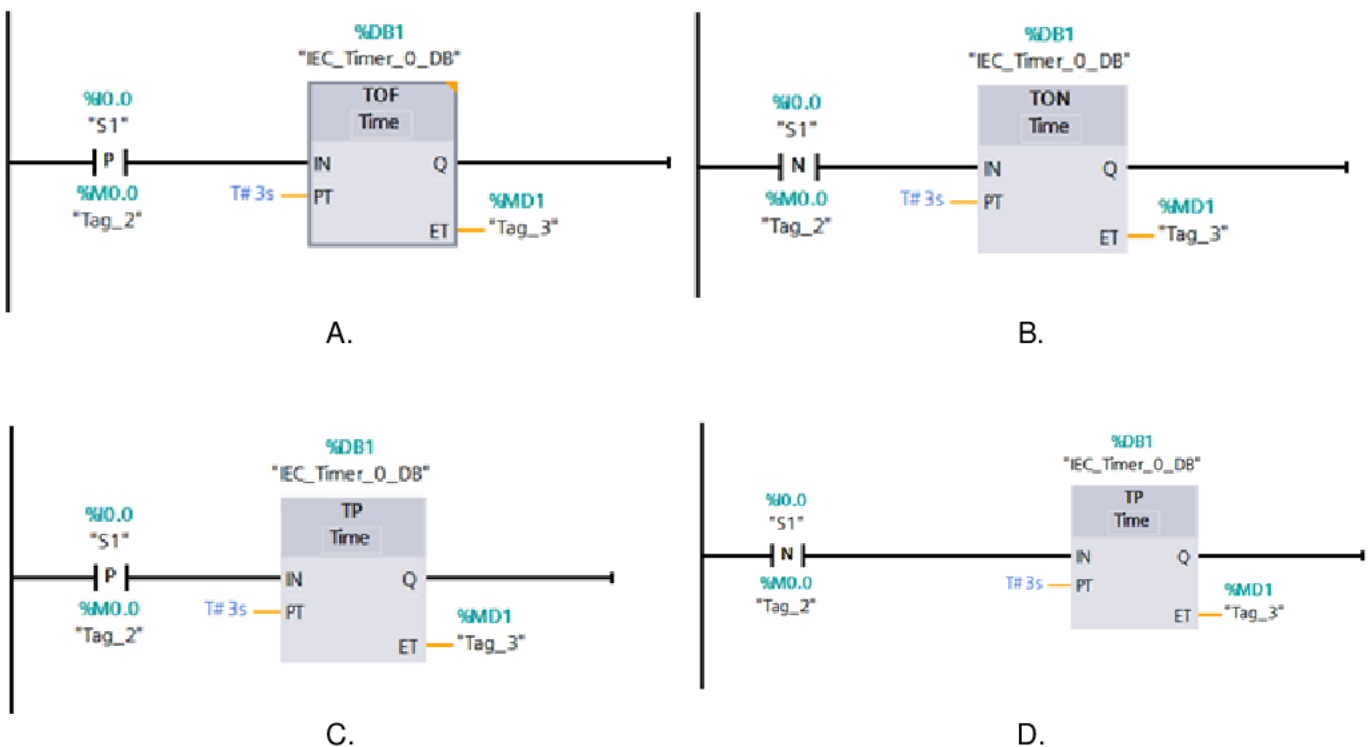 %DB1
"IEC_Timer_0_DB"
TOF
Time
%I0.0
"S1"
P
IN
Q
%M0.0
"Tag_2"
T#3s
PT
%MD1
ET
"Tag_3"
A.
%DB1
"IEC_Timer_0_DB"
TON
Time
%I0.0
"S1"
N
IN
Q
%M0.0
"Tag_2"
T#3s
PT
%MD1
ET
"Tag_3"
B.
%DB1
"IEC_Timer_0_DB"
TP
Time
%I0.0
"S1"
P
IN
Q
%M0.0
"Tag_2"
T#3s
PT
%MD1
ET
"Tag_3"
C.
%DB1
"IEC_Timer_0_DB"
TP
Time
%I0.0
"S1"
N
IN
Q
%M0.0
"Tag_2"
T#3s
PT
%MD1
ET
"Tag_3"
D.